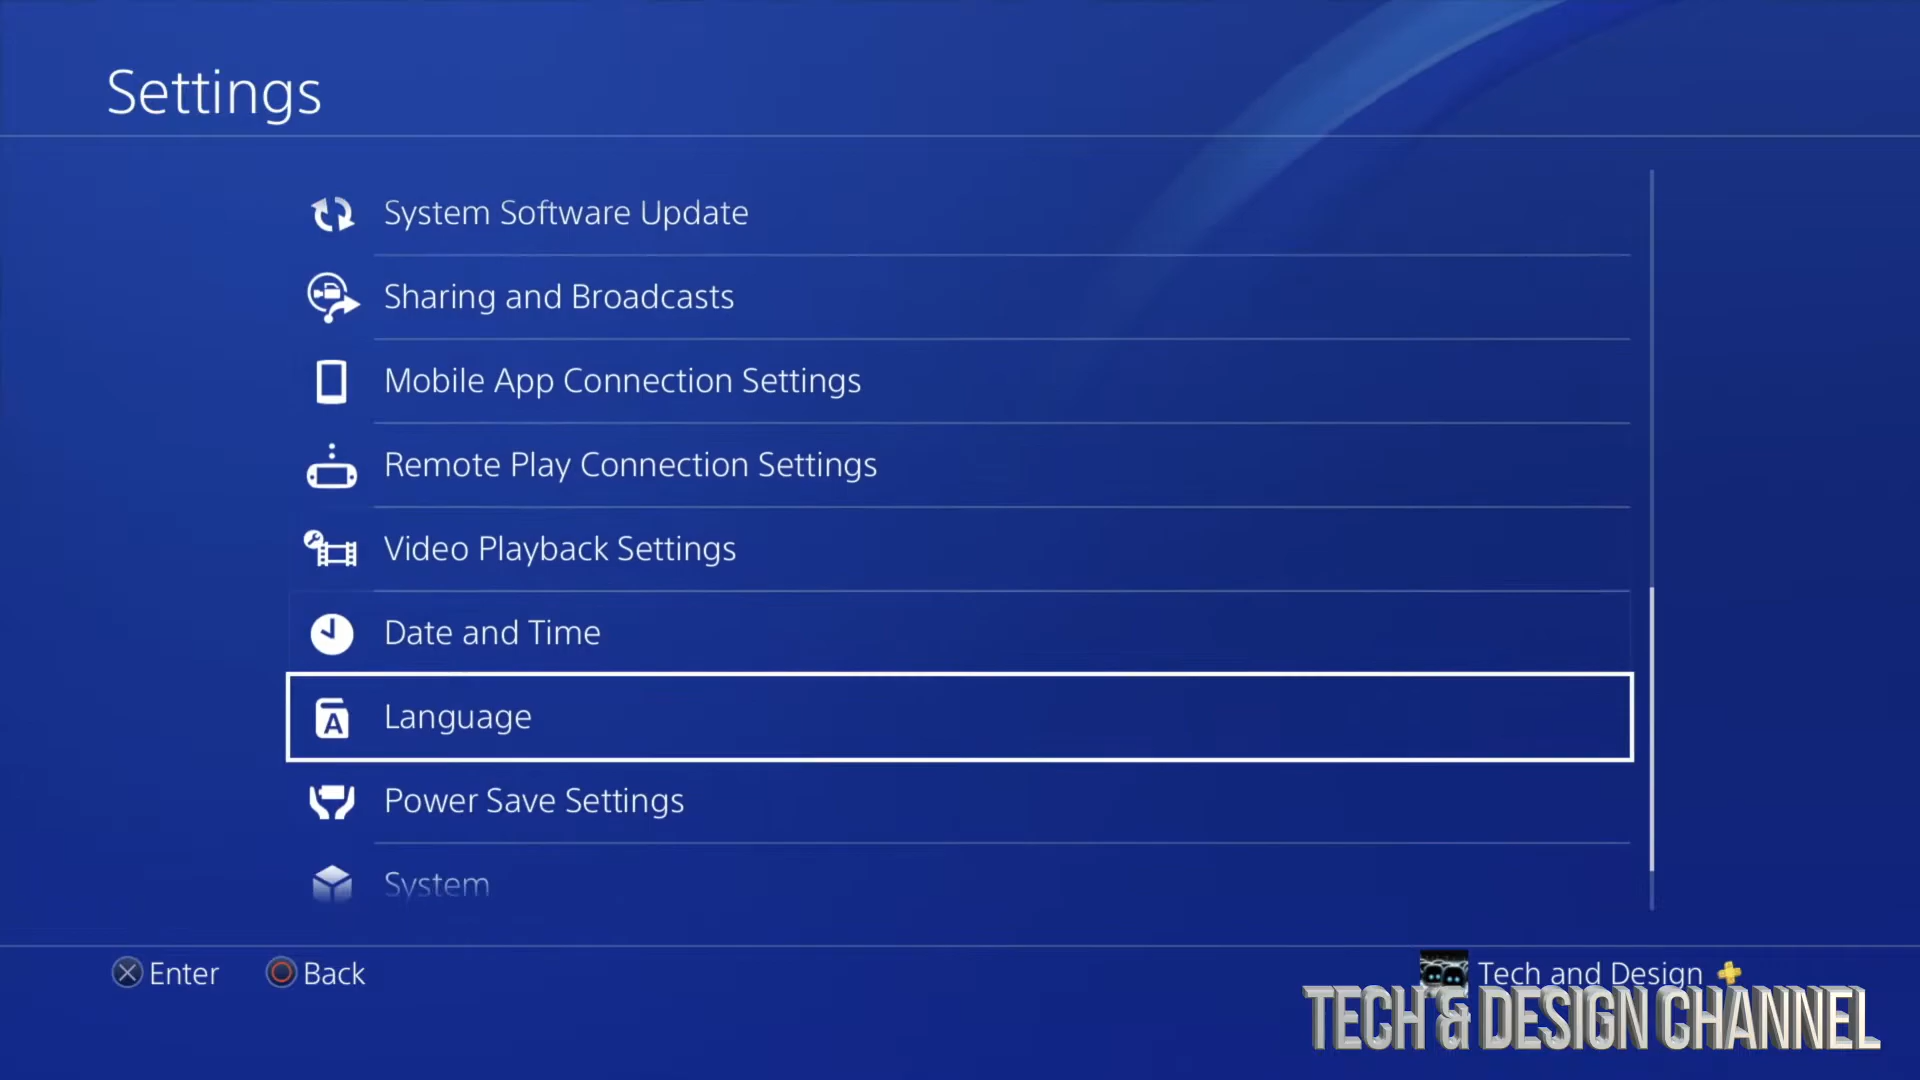 Settings
System Software Update
Sharing and Broadcasts
Mobile App Connection Settings
Remote Play Connection Settings
Video Playback Settings
Date and Time
Language
Power Save Settings
System
Enter
Back
Tech and Design
TECH & DESIGN CHANNEL